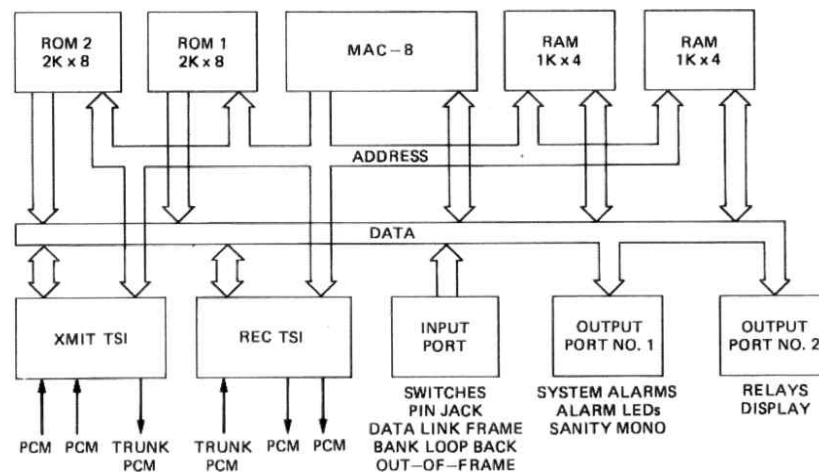 ROM 2
2K x 8
ROM 1
2K x 8
MAC-8
RAM
1K x 4
RAM
1K x 4
ADDRESS
DATA
XMIT TSI
REC TSI
INPUT
PORT
OUTPUT
PORT NO. 1
OUTPUT
PORT NO. 2
SWITCHES
PIN JACK
DATA LINK FRAME
BANK LOOP BACK
OUT-OF-FRAME
SYSTEM ALARMS
ALARM LEDs
SANITY MONO
RELAYS
DISPLAY
PCM
PCM
TRUNK
PCM
TRUNK
PCM
PCM
PCM